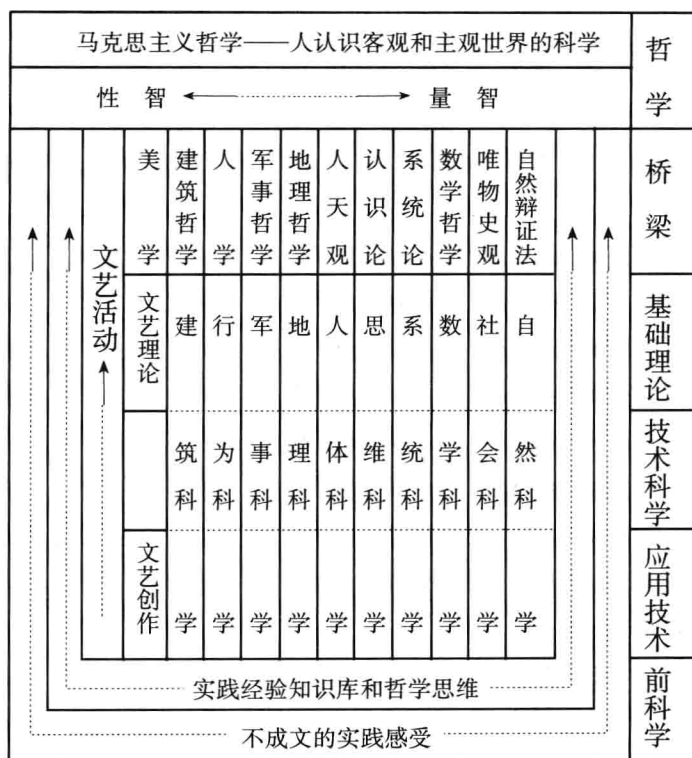 马克思主义哲学——人认识客观和主观世界的科学
哲学
性智
量智
桥梁
美学
建筑哲学
人学
军事哲学
地理哲学
人天观
认识论
系统论
数学哲学
唯物史观
自然辩证法
文艺活动
基础理论
技术科学
应用技术
文艺理论
文艺创作
建筑科学
行为科学
军事科学
地理科学
人体科学
思维科学
系统科学
数学科学
社会科学
自然科学
实践经验知识库和哲学思维
不成文的实践感受
前科学